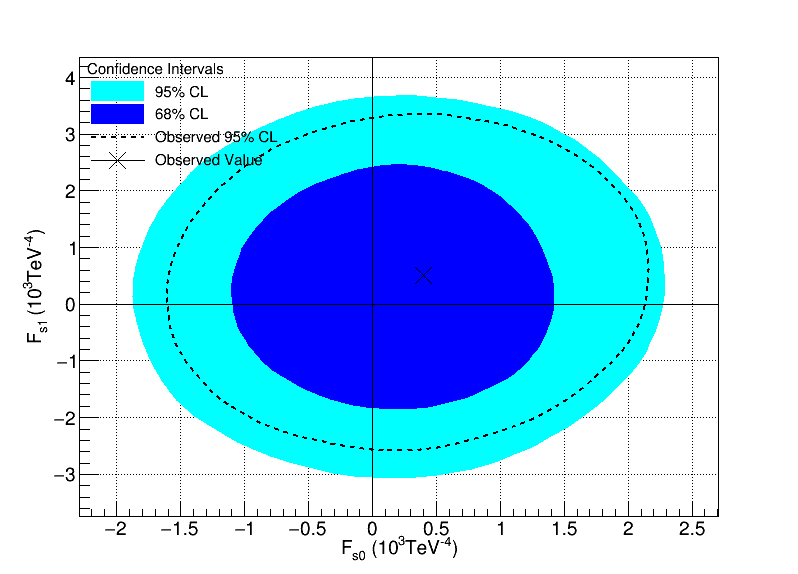 Confidence Intervals
95% CL
68% CL
Observed 95% CL
Observed Value
4
3
2
1
0
−1
−2
−3
F_s1 (10^3TeV^-4)
−2 −1.5 −1 −0.5 0 0.5 1 1.5 2 2.5
F_s0 (10^3TeV^-4)